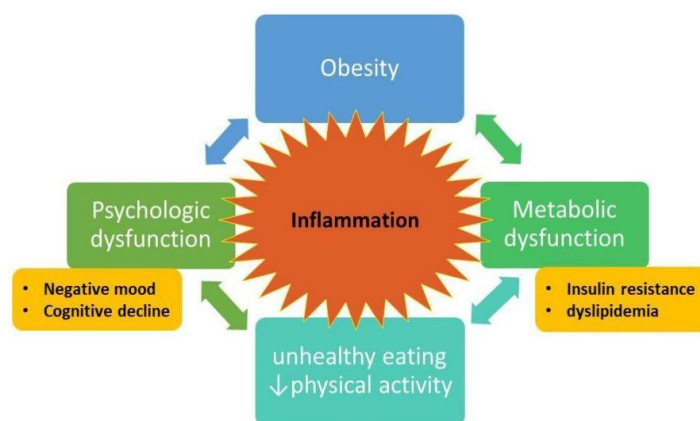 Obesity
Psychologic
dysfunction
Inflammation
Metabolic
dysfunction
• Negative mood
• Cognitive decline
• Insulin resistance
• dyslipidemia
unhealthy eating
↓physical activity